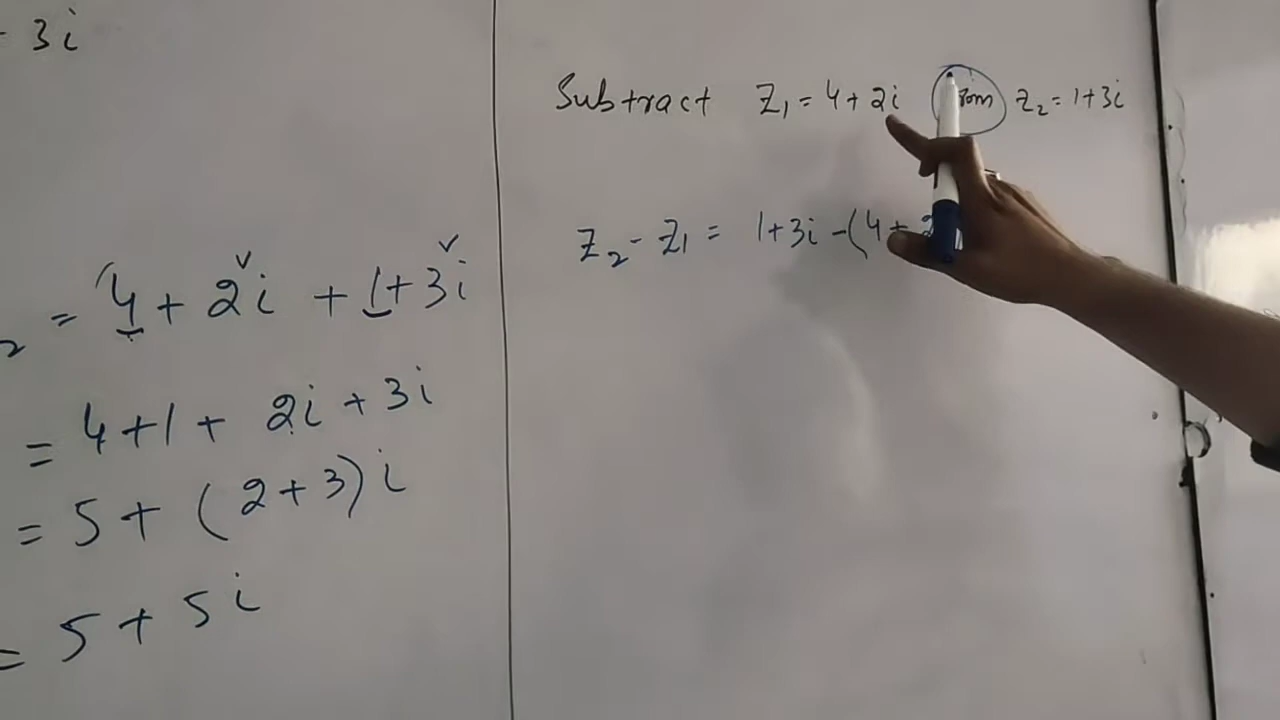 - 3i
= 4 + 2i + 1 + 3i
= 4 + 1 + 2i + 3i
= 5 + (2 + 3)i
= 5 + 5i
Subtract Z₁ = 4 + 2i Z₂ = 1 + 3i
Z₂ - Z₁ = 1 + 3i - (4 +